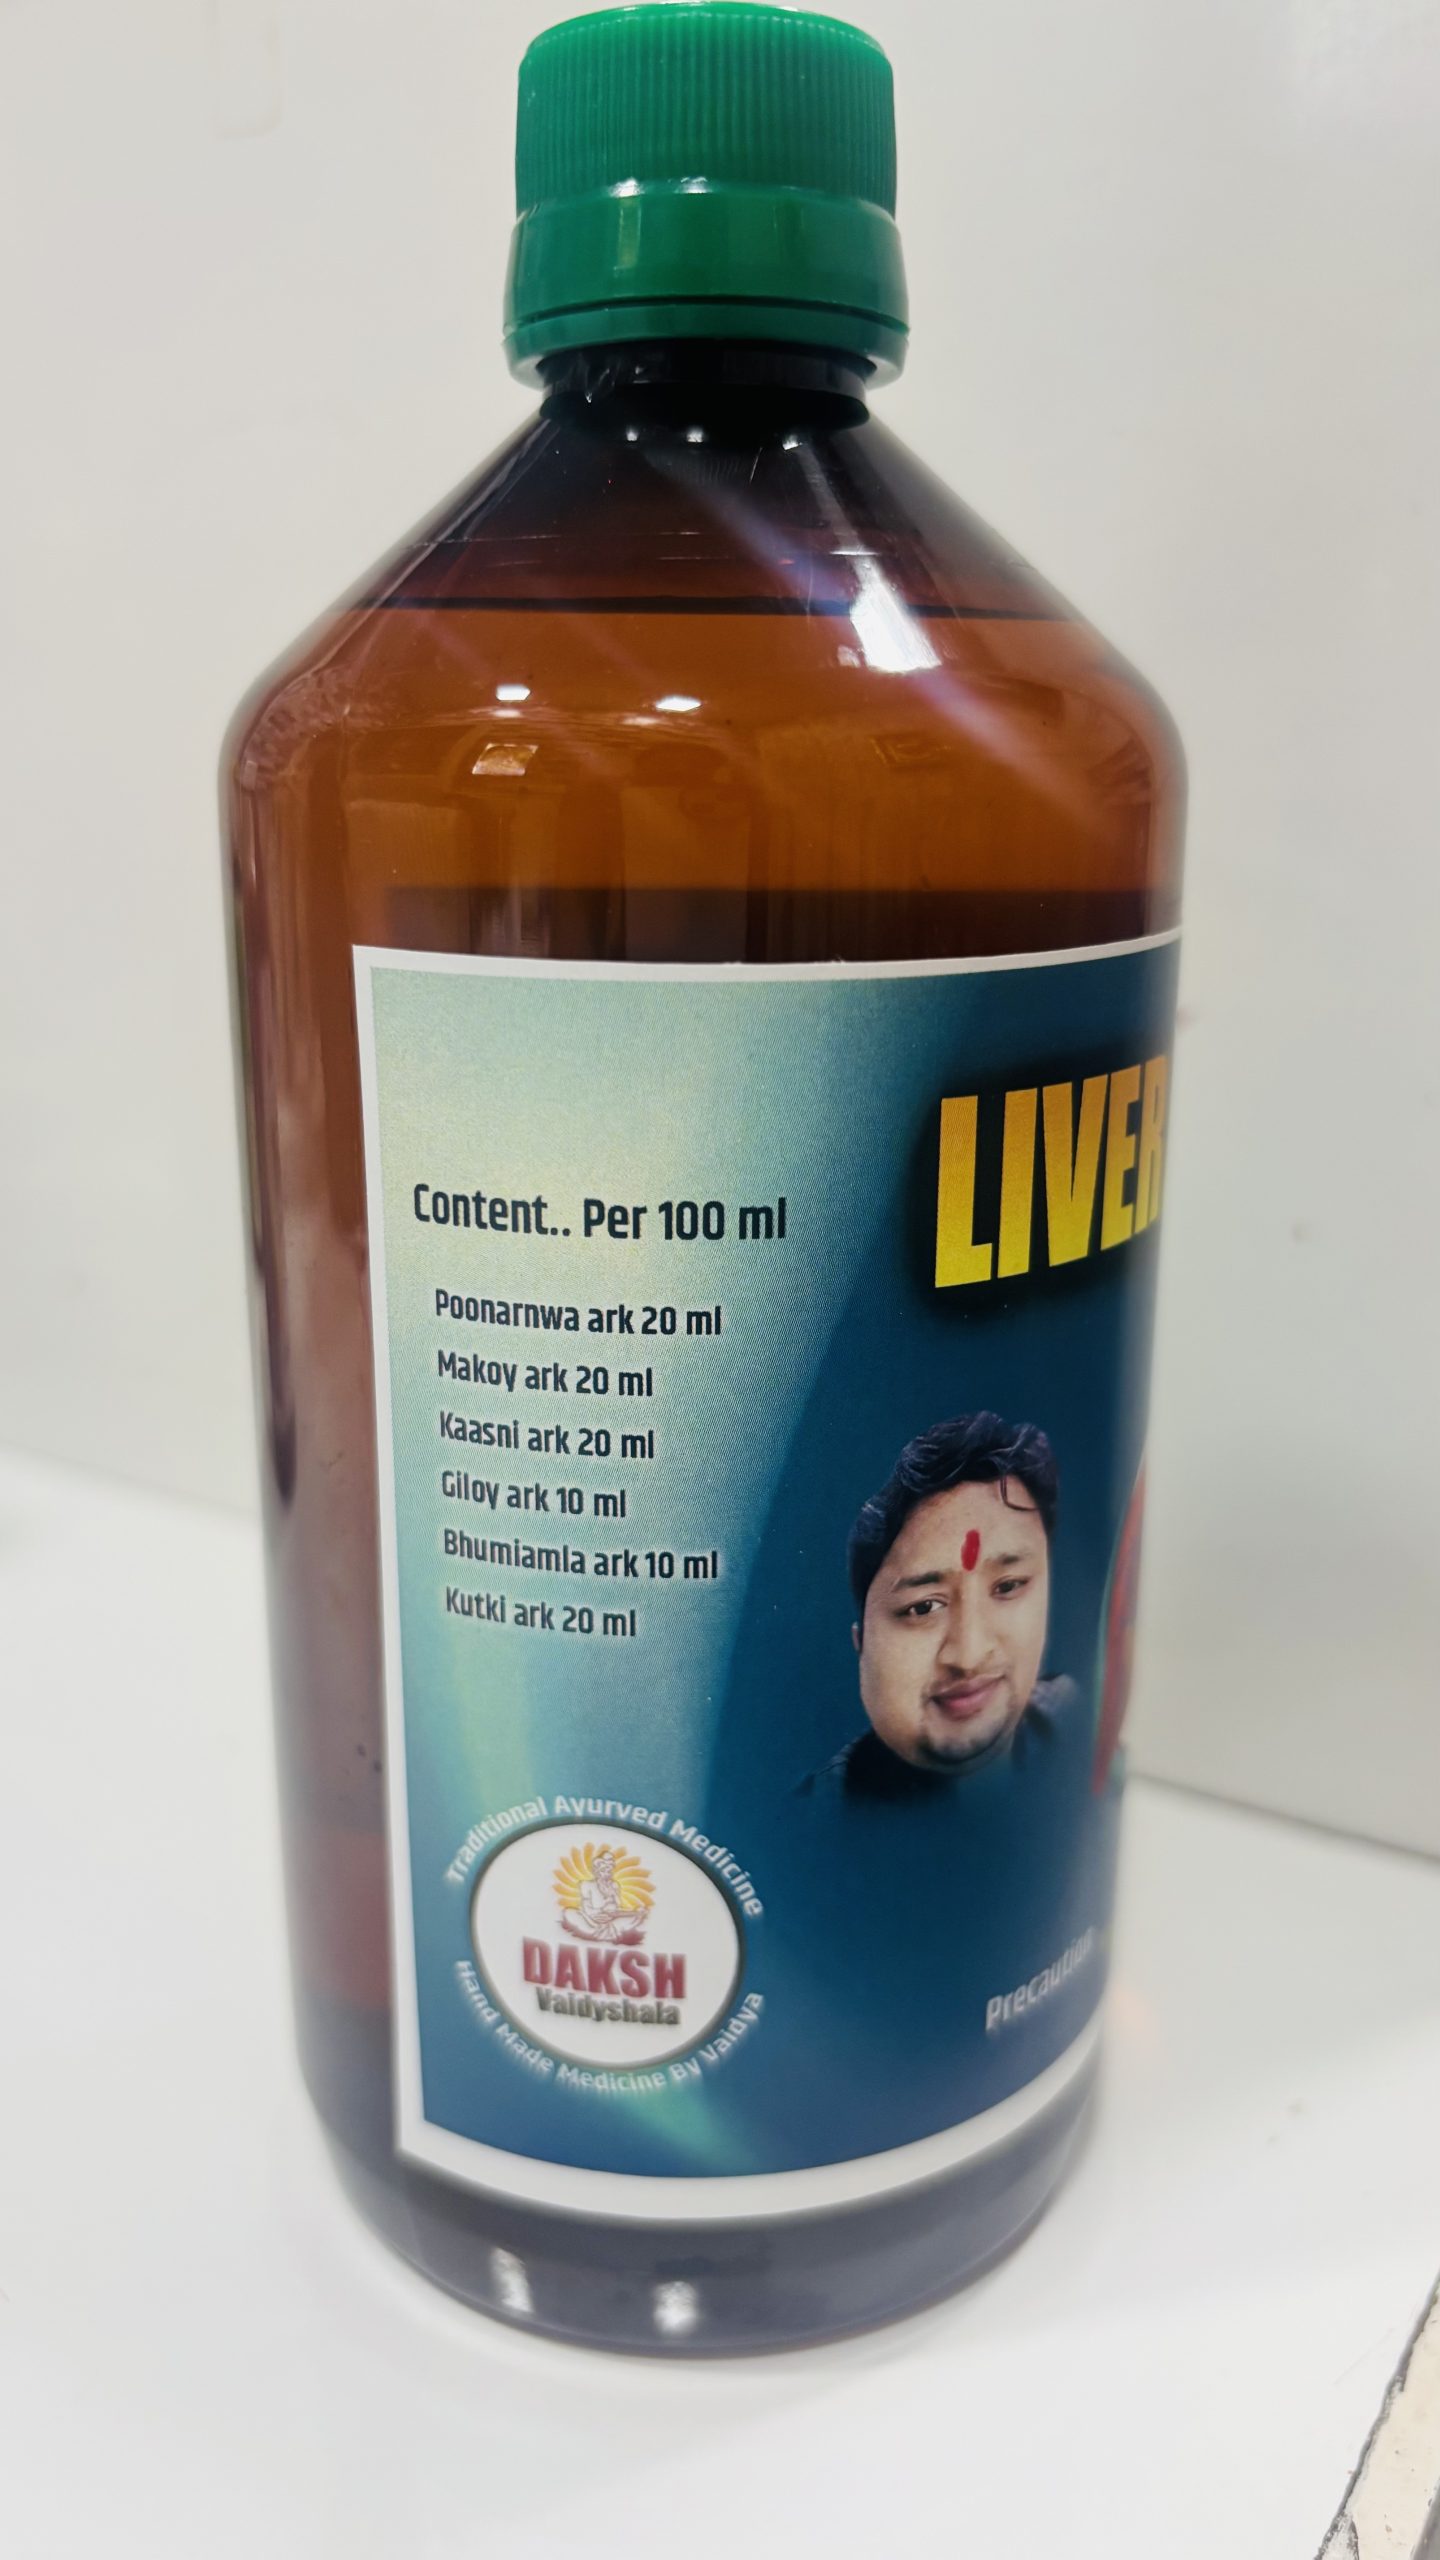 LIVER
Content.. Per 100 ml
Poonarnwa ark 20 ml
Makoy ark 20 ml
Kaasni ark 20 ml
Giloy ark 10 ml
Bhumiamla ark 10 ml
Kutki ark 20 ml
Traditional Ayurved Medicine
DAKSH
Vaidyshala
Hand Made Medicine By Vaidya
Precaution